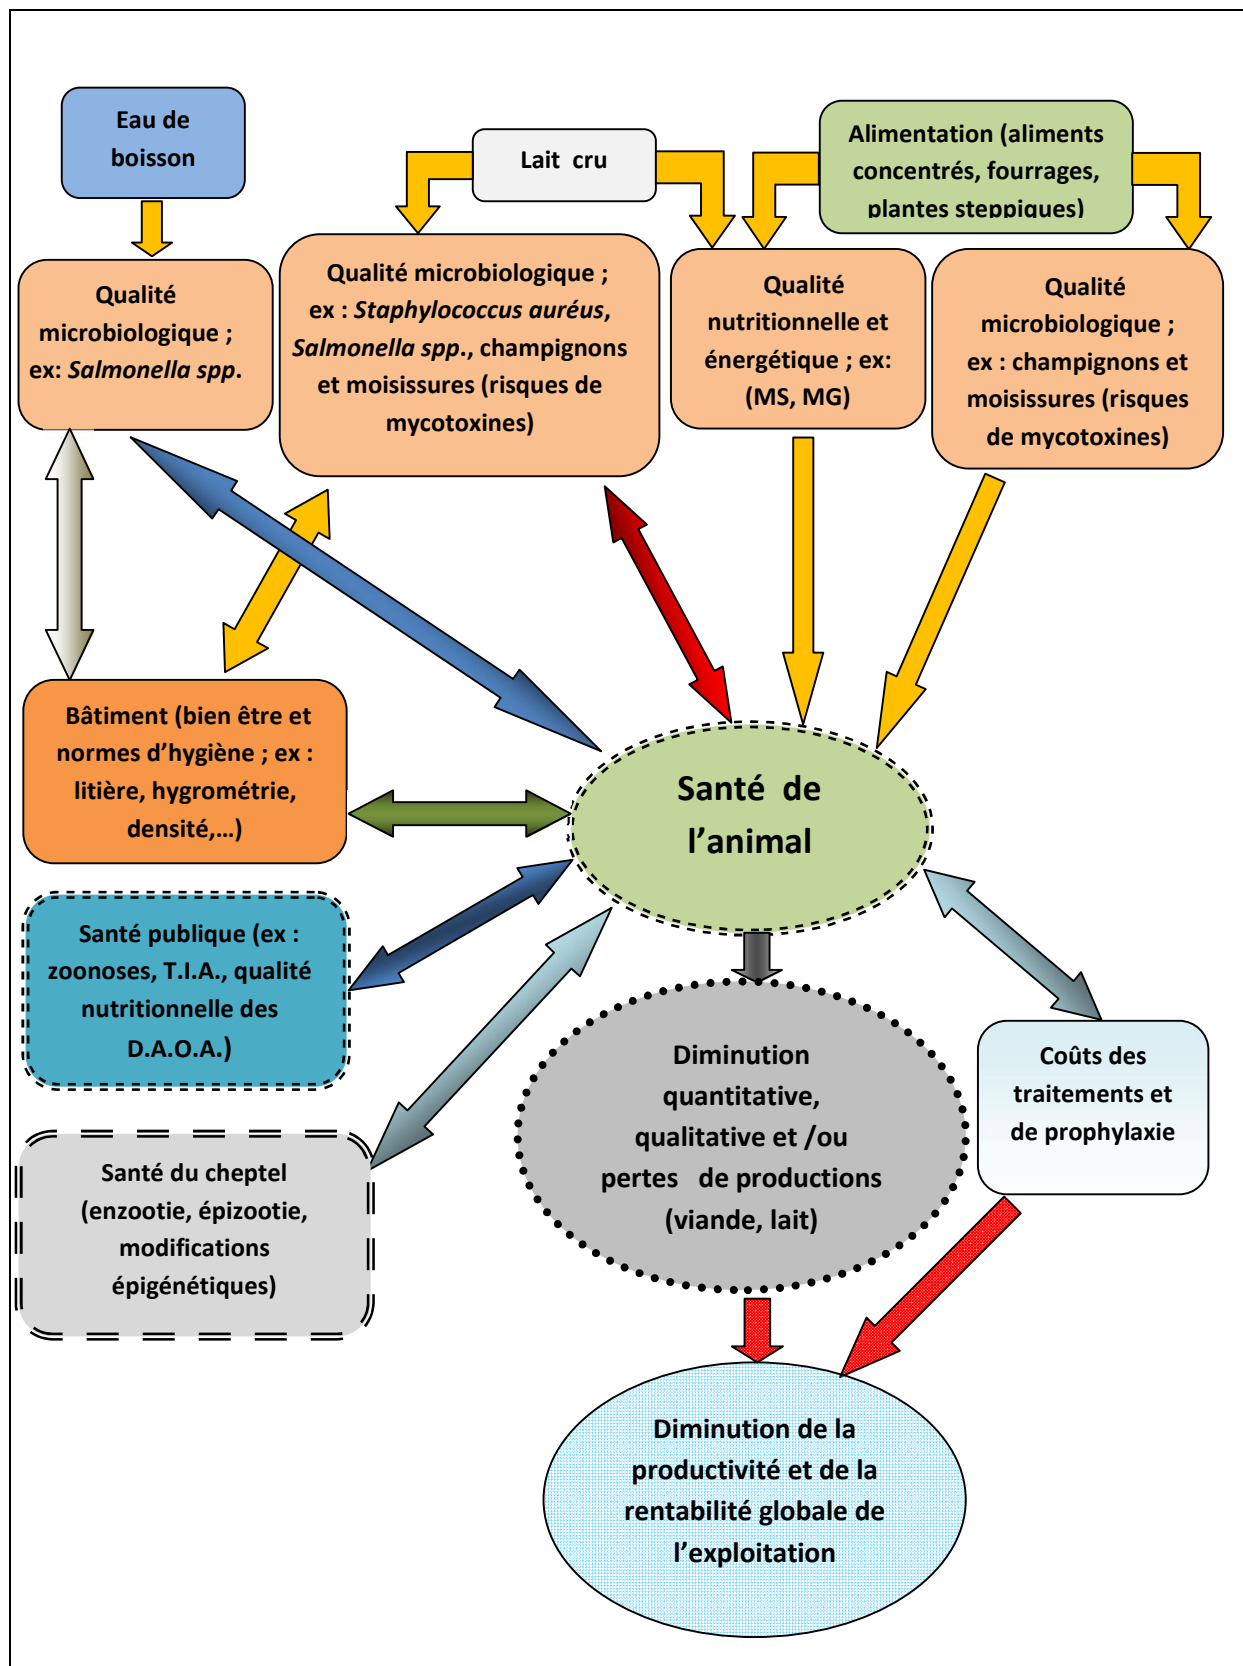 Eau de
boisson
Lait cru
Alimentation (aliments
concentrés, fourrages,
plantes steppiques)
Qualité
microbiologique ;
ex: Salmonella spp.
Qualité microbiologique ;
ex : Staphylococcus auréus,
Salmonella spp., champignons
et moisissures (risques de
mycotoxines)
Qualité
nutritionnelle et
énergétique ; ex:
(MS, MG)
Qualité
microbiologique ;
ex : champignons et
moisissures (risques
de mycotoxines)
Bâtiment (bien être et
normes d’hygiène ; ex :
litière, hygrométrie,
densité,…)
Santé de
l’animal
Santé publique (ex :
zoonoses, T.I.A., qualité
nutritionnelle des
D.A.O.A.)
Diminution
quantitative,
qualitative et /ou
pertes de productions
(viande, lait)
Coûts des
traitements et
de prophylaxie
Santé du cheptel
(enzootie, épizootie,
modifications
épigénétiques)
Diminution de la
productivité et de la
rentabilité globale de
l’exploitation